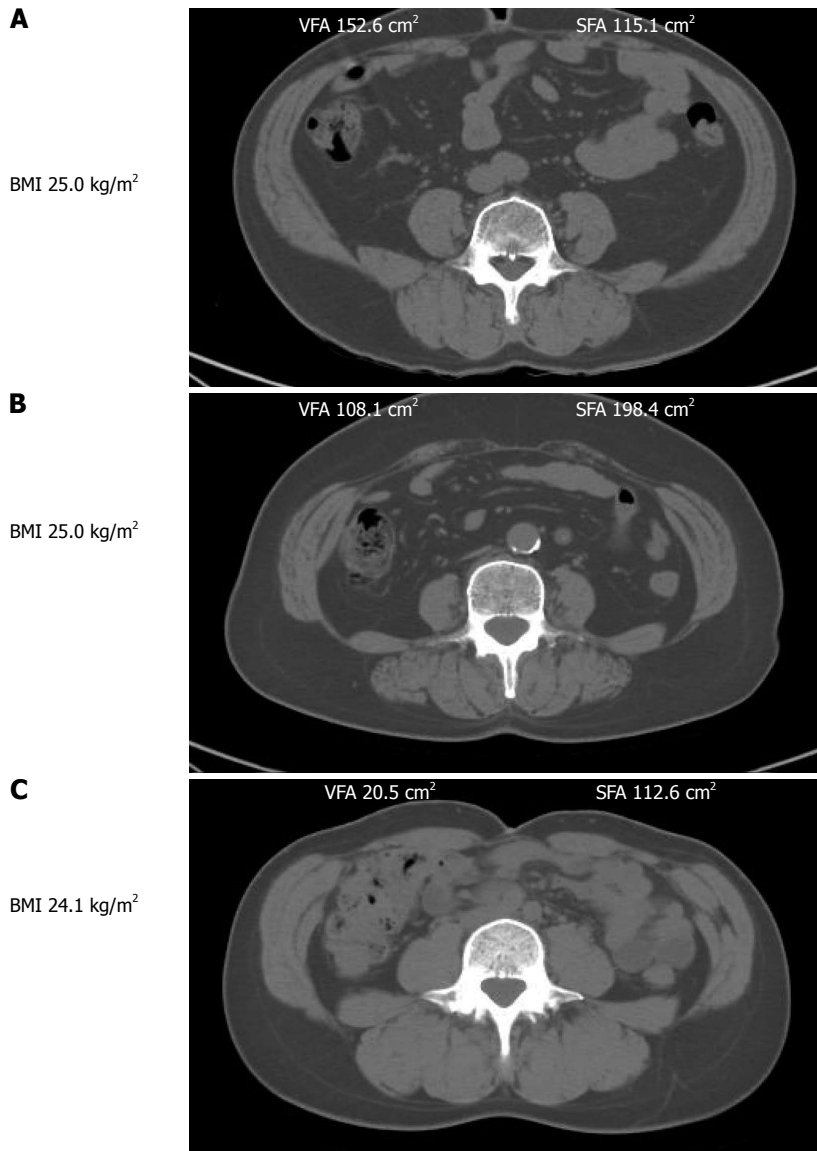 A
VFA 152.6 cm² SFA 115.1 cm²
BMI 25.0 kg/m²
B
VFA 108.1 cm² SFA 198.4 cm²
BMI 25.0 kg/m²
C
VFA 20.5 cm² SFA 112.6 cm²
BMI 24.1 kg/m²